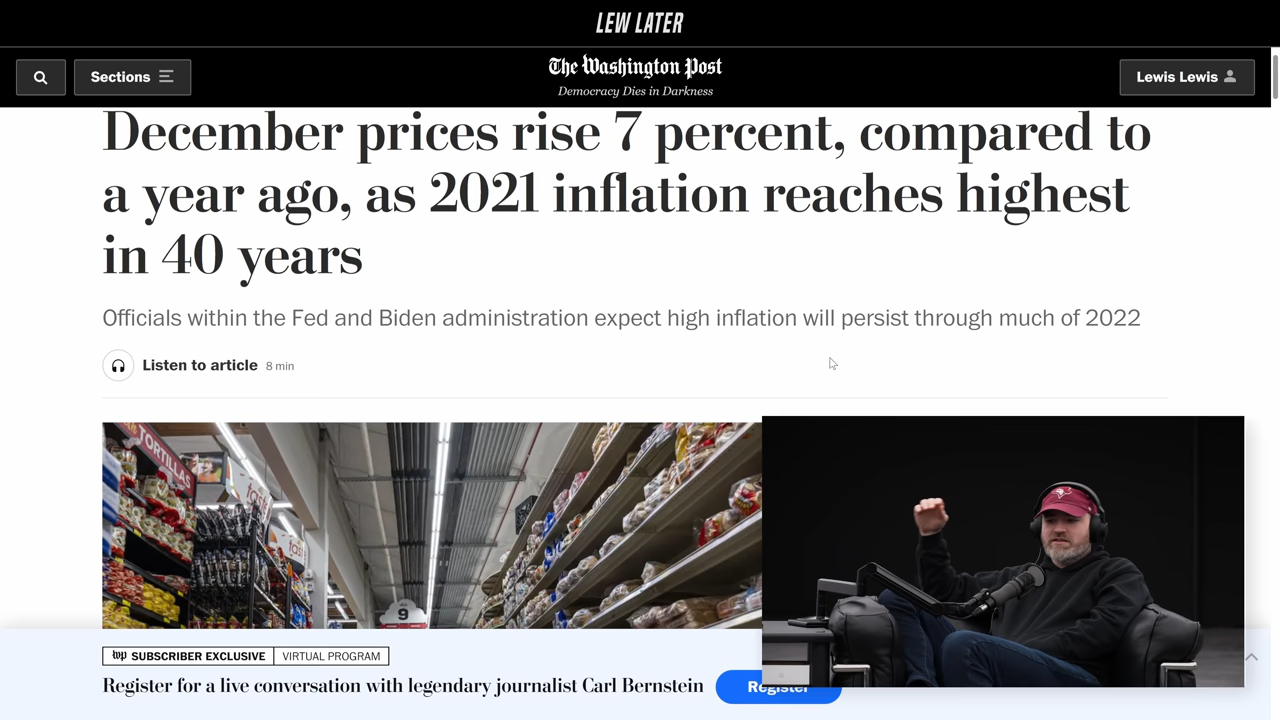 LEW LATER
Sections
The Washington Post
Democracy Dies in Darkness
Lewis Lewis
December prices rise 7 percent, compared to
a year ago, as 2021 inflation reaches highest
in 40 years
Officials within the Fed and Biden administration expect high inflation will persist through much of 2022
Listen to article 8 min
TORTILLAS
9
wp SUBSCRIBER EXCLUSIVE VIRTUAL PROGRAM
Register for a live conversation with legendary journalist Carl Bernstein
Register